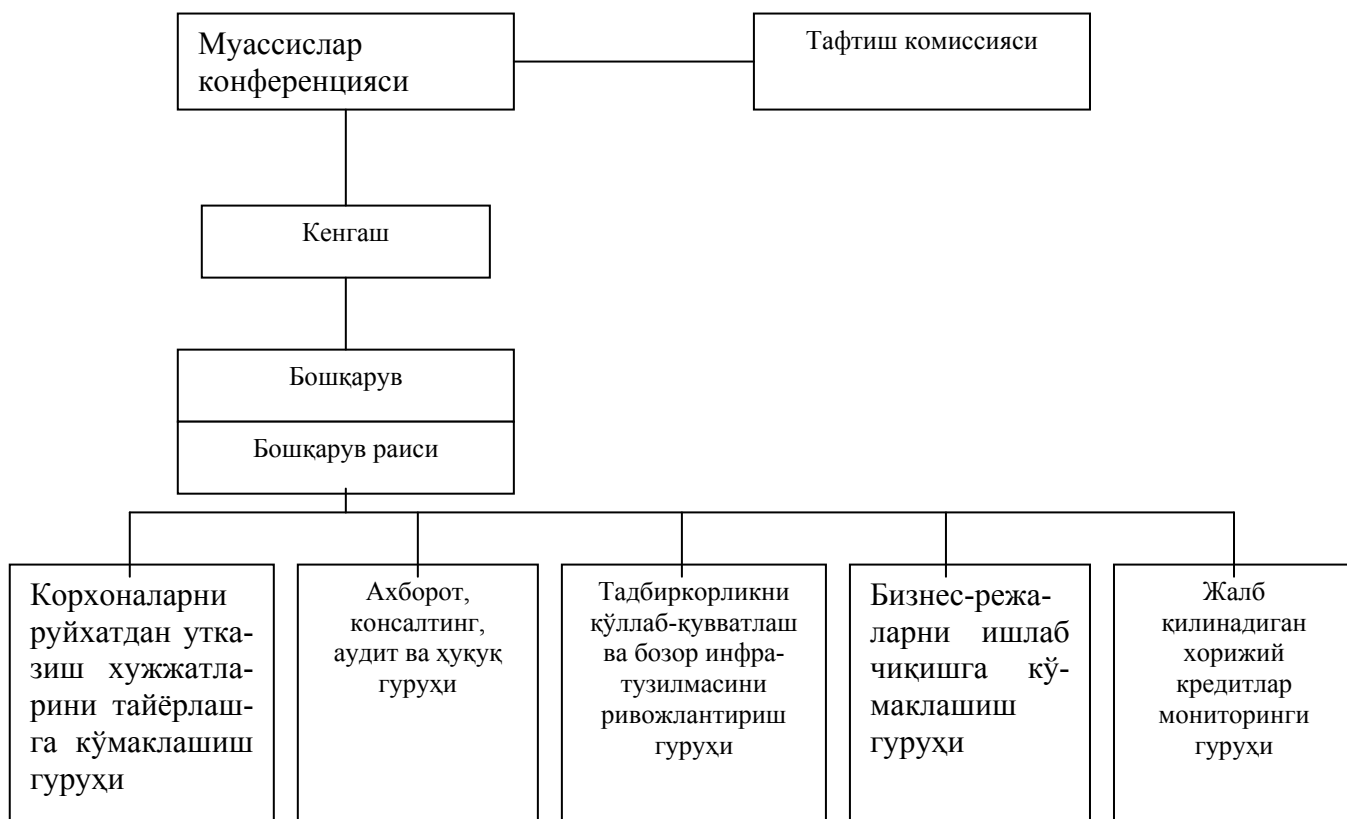 Муассислар
конференцияси
Тафтиш комиссияси
Кенгаш
Бошқарув
Бошқарув раиси
Корхоналарни
руйхатдан утка-
зиш хужжатла-
рини тайёрлаш-
га кўмаклашиш
гуруҳи
Ахборот,
консалтинг,
аудит ва ҳуқуқ
гуруҳи
Тадбиркорликни
қўллаб-қувватлаш
ва бозор инфра-
тузилмасини
ривожлантириш
гуруҳи
Бизнес-режа-
ларни ишлаб
чиқишга кў-
маклашиш
гуруҳи
Жалб
қилинадиган
хорижий
кредитлар
мониторинги
гуруҳи